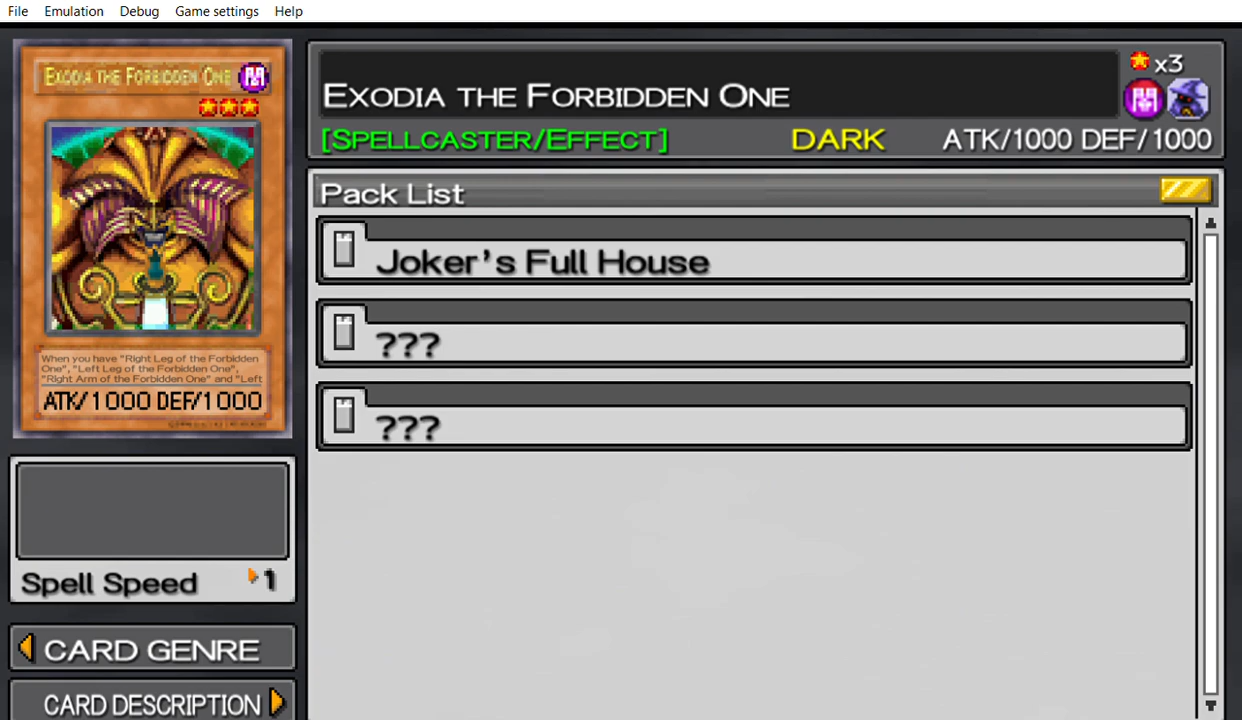 File Emulation Debug Game settings Help
Exodia the Forbidden One
When you have "Right Leg of the Forbidden
One", "Left Leg of the Forbidden One",
"Right Arm of the Forbidden One" and "Left
ATK/1000 DEF/1000
Exodia the Forbidden One
x3
[Spellcaster/Effect] DARK ATK/1000 DEF/1000
Pack List
Joker's Full House
???
???
Spell Speed 1
CARD GENRE
CARD DESCRIPTION